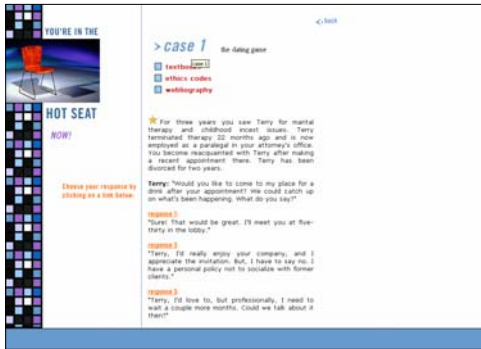 back
YOU'RE IN THE
> case 1 the dating game
case 1
textbook
ethics codes
webliography
HOT SEAT
NOW!
For three years you saw Terry for marital
therapy and childhood incest issues. Terry
terminated therapy 22 months ago and is now
employed as a paralegal in your attorney's office.
You become reacquainted with Terry after making
a recent appointment there. Terry has been
divorced for two years.
Choose your response by
clicking on a link below:
Terry: "Would you like to come to my place for a
drink after your appointment? We could catch up
on what's been happening. What do you say?"
response 1
"Sure! That would be great. I'll meet you at five-
thirty in the lobby."
response 2
"Terry, I'd really enjoy your company, and I
appreciate the invitation. But, I have to say no. I
have a personal policy not to socialize with former
clients."
response 3
"Terry, I'd love to, but professionally, I need to
wait a couple more months. Could we talk about it
then?"